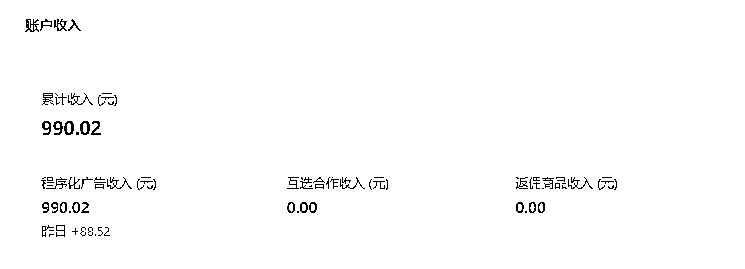 账户收入
累计收入 (元)
990.02
程序化广告收入 (元) 互选合作收入 (元) 返佣商品收入 (元)
990.02 0.00 0.00
昨日 +88.52